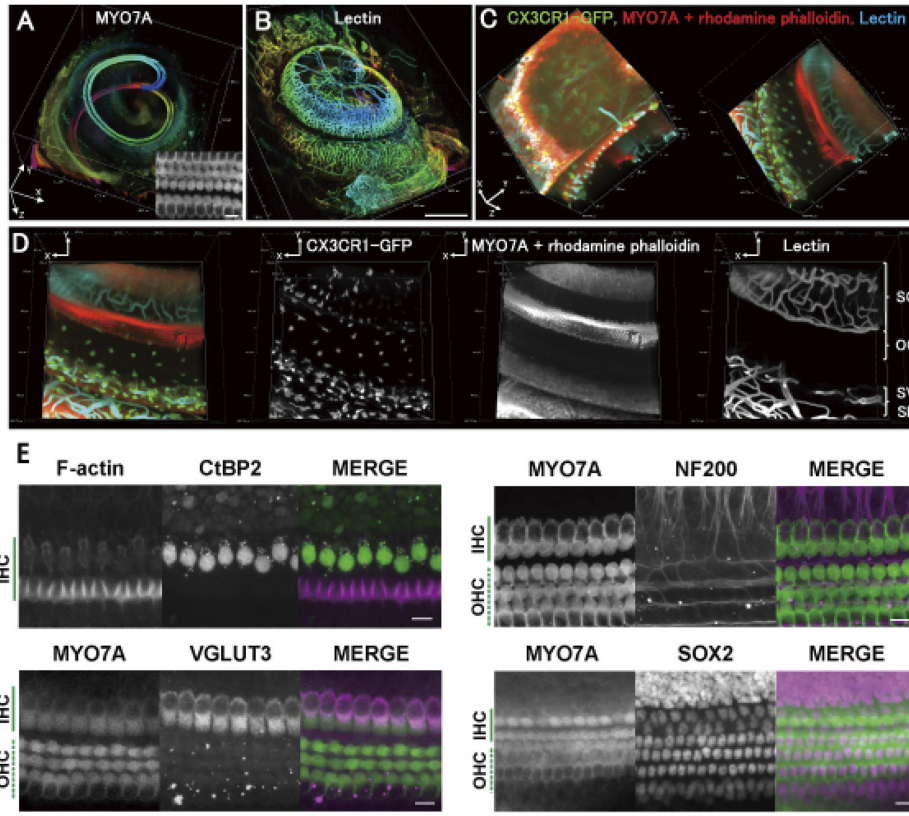 A MYO7A
B Lectin
C CX3CR1-GFP, MYO7A + rhodamine phalloidin, Lectin
X Z
X Y Z
D CX3CR1-GFP MYO7A + rhodamine phalloidin Lectin
Y X Y X Y X Y X
E
F-actin CtBP2 MERGE
IHC
MYO7A NF200 MERGE
IHC
OHC
MYO7A VGLUT3 MERGE
IHC
OHC
MYO7A SOX2 MERGE
IHC
OHC